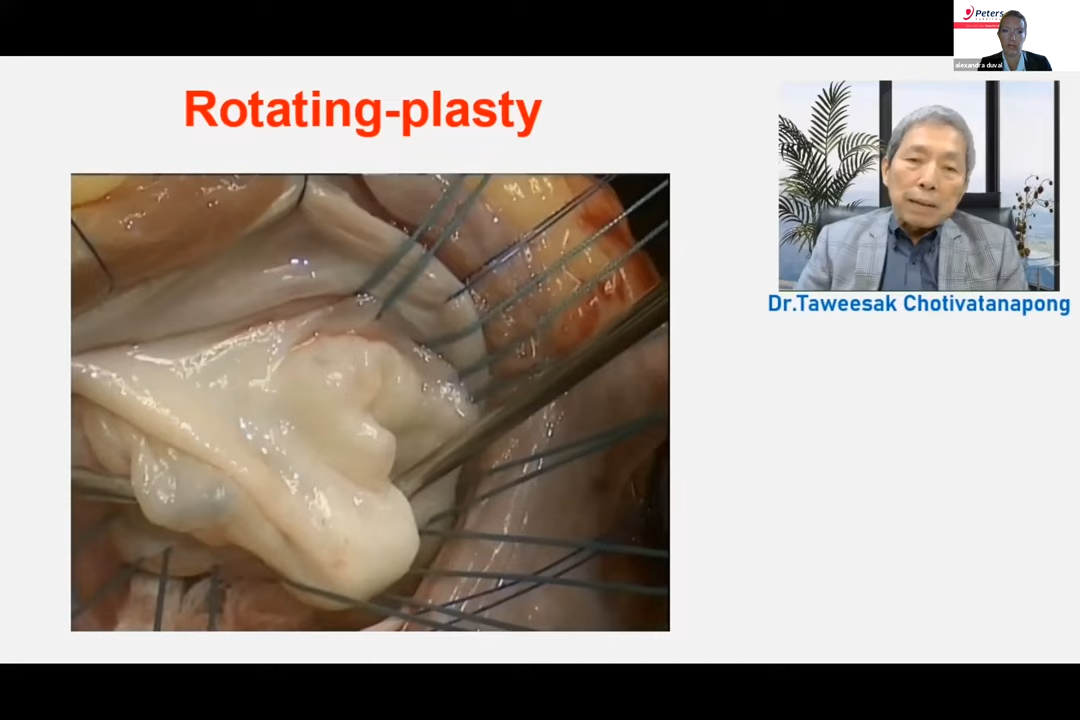 Peters
alexandra duval
Rotating-plasty
Dr.Taweesak Chotivatanapong